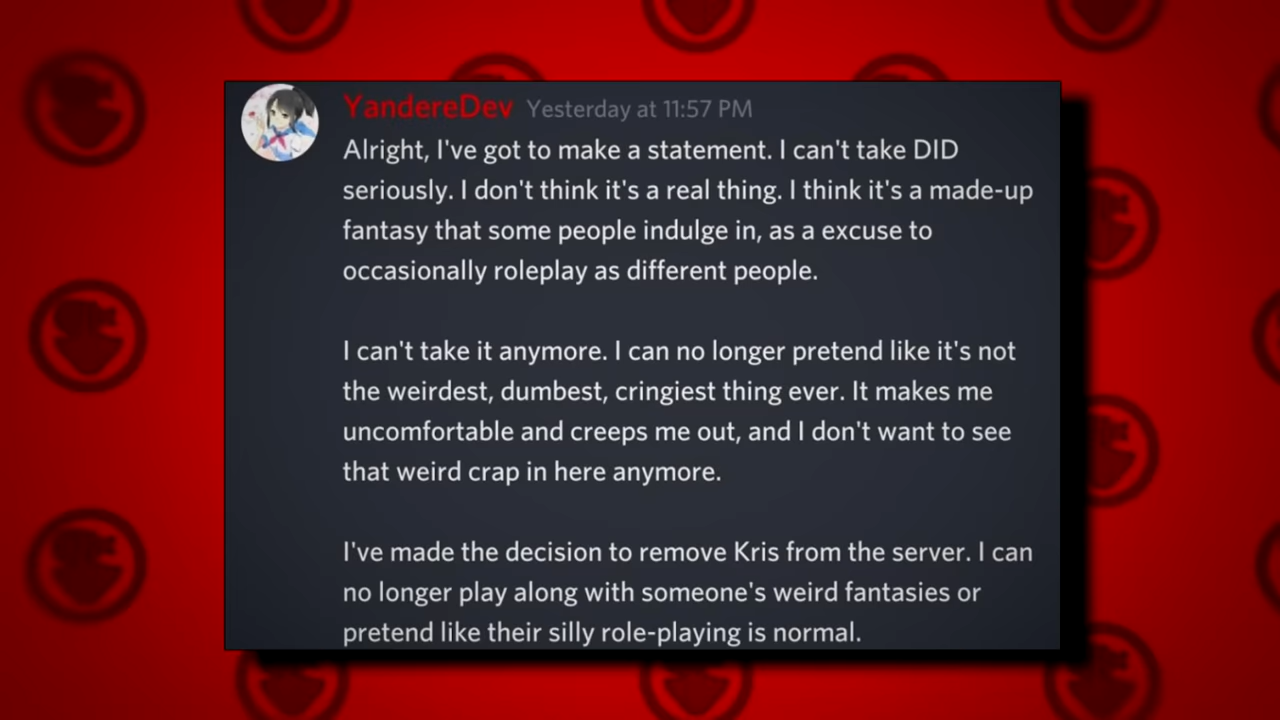 YandereDev Yesterday at 11:57 PM
Alright, I've got to make a statement. I can't take DID
seriously. I don't think it's a real thing. I think it's a made-up
fantasy that some people indulge in, as a excuse to
occasionally roleplay as different people.
I can't take it anymore. I can no longer pretend like it's not
the weirdest, dumbest, cringiest thing ever. It makes me
uncomfortable and creeps me out, and I don't want to see
that weird crap in here anymore.
I've made the decision to remove Kris from the server. I can
no longer play along with someone's weird fantasies or
pretend like their silly role-playing is normal.